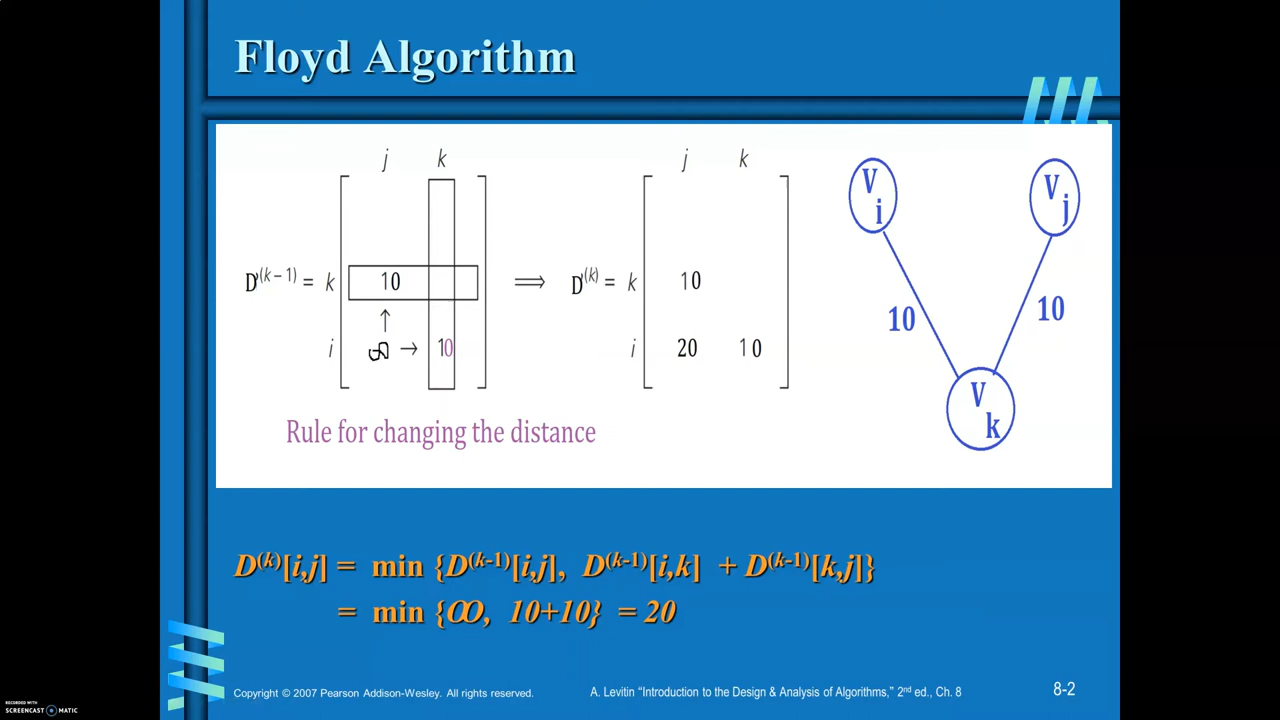 Floyd Algorithm
j k j k
D(k−1) = k 10 ⟹ D(k) = k 10
↑
i ∞ → 10 i 20 10
Rule for changing the distance
V i
V j
10
10
V k
D(k)[i,j] = min {D(k-1)[i,j], D(k-1)[i,k] + D(k-1)[k,j]}
= min {∞, 10+10} = 20
Copyright © 2007 Pearson Addison-Wesley. All rights reserved.
A. Levitin “Introduction to the Design & Analysis of Algorithms,” 2nd ed., Ch. 8
8-2
RECORDED WITH
SCREENCAST MATIC